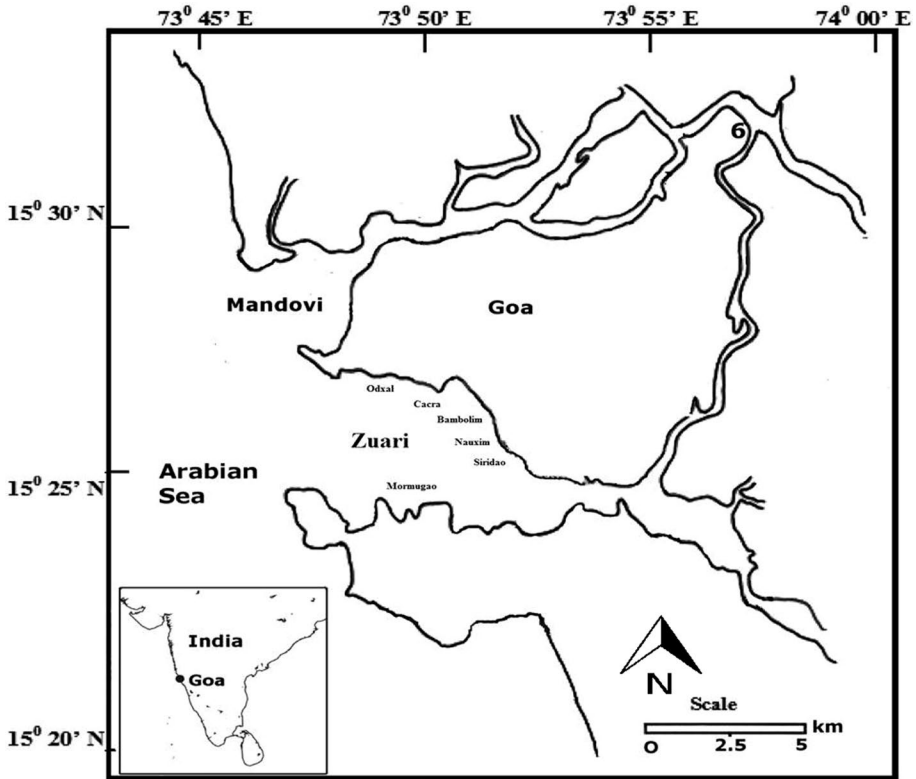 73⁰ 45’ E 73⁰ 50’ E 73⁰ 55’ E 74⁰ 00’ E
6
15⁰ 30’ N
Mandovi
Goa
Odxal
Cacra
Bambolim
Zuari
Nauxim
Siridao
Arabian
Sea
15⁰ 25’ N
Mormugao
India
Goa
N
Scale
km
O 2.5 5
15⁰ 20’ N